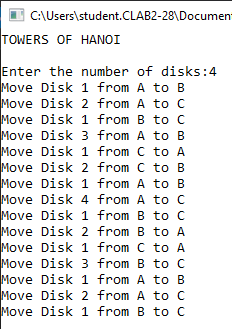 C:\Users\student.CLAB2-28\Document
TOWERS OF HANOI
Enter the number of disks:4
Move Disk 1 from A to B
Move Disk 2 from A to C
Move Disk 1 from B to C
Move Disk 3 from A to B
Move Disk 1 from C to A
Move Disk 2 from C to B
Move Disk 1 from A to B
Move Disk 4 from A to C
Move Disk 1 from B to C
Move Disk 2 from B to A
Move Disk 1 from C to A
Move Disk 3 from B to C
Move Disk 1 from A to B
Move Disk 2 from A to C
Move Disk 1 from B to C